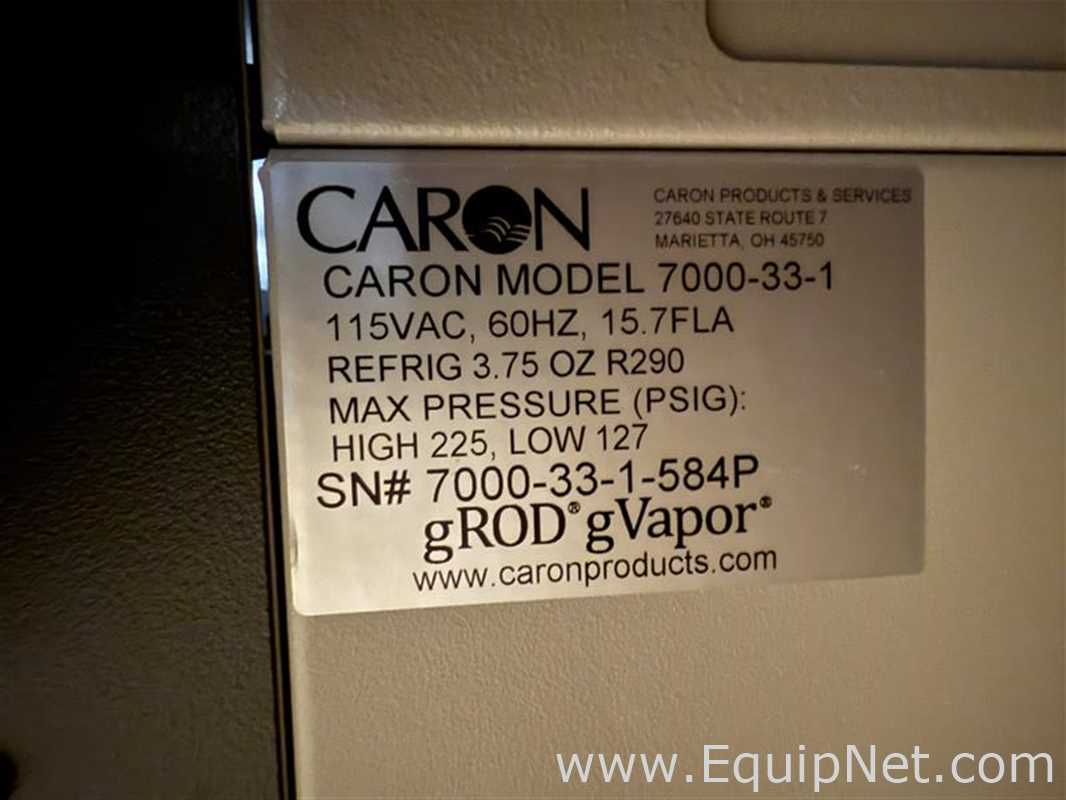 CARON
CARON PRODUCTS & SERVICES
27640 STATE ROUTE 7
MARIETTA, OH 45750
CARON MODEL 7000-33-1
115VAC, 60HZ, 15.7FLA
REFRIG 3.75 OZ R290
MAX PRESSURE (PSIG):
HIGH 225, LOW 127
SN# 7000-33-1-584P
gROD® gVapor®
www.caronproducts.com
www.EquipNet.com